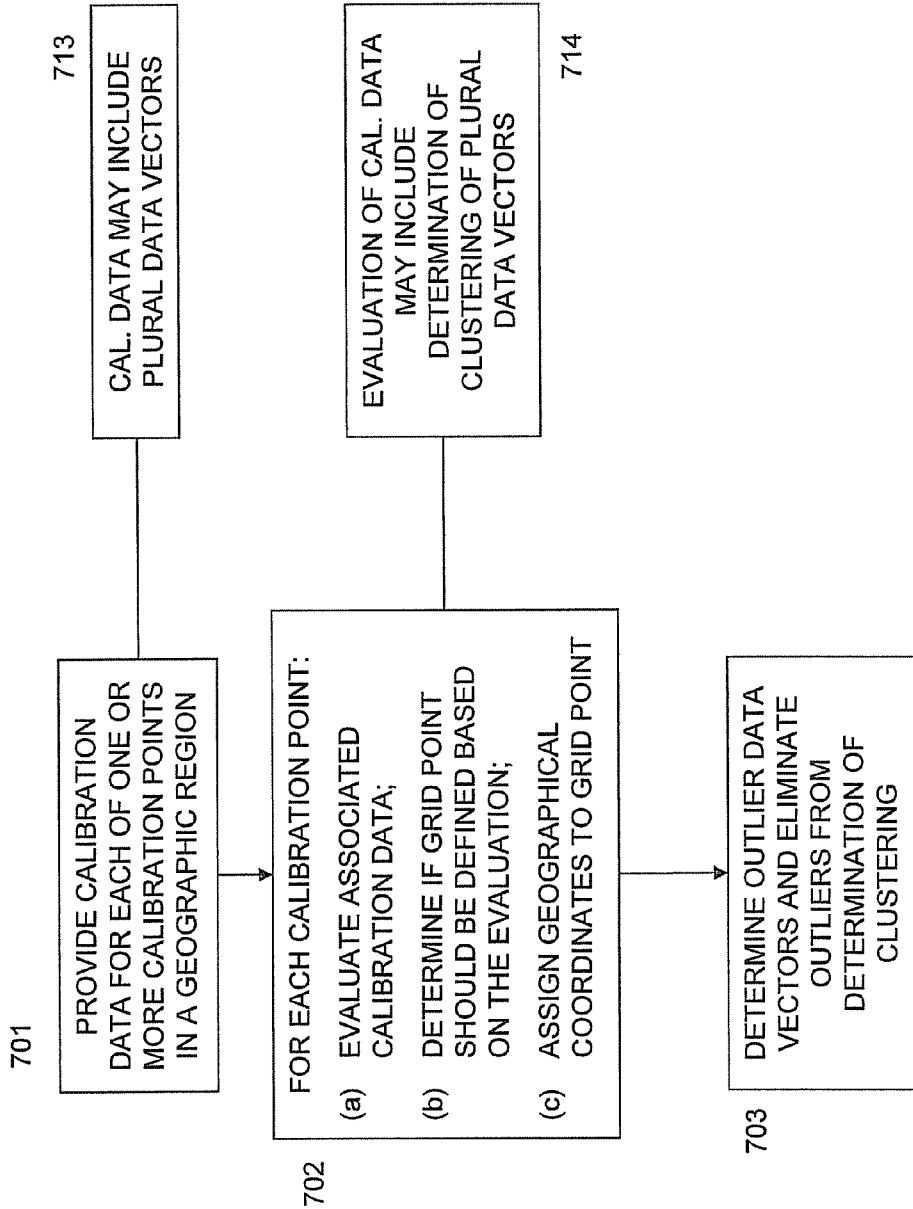 701
PROVIDE CALIBRATION
DATA FOR EACH OF ONE OR
MORE CALIBRATION POINTS
IN A GEOGRAPHIC REGION
713
CAL. DATA MAY INCLUDE
PLURAL DATA VECTORS
702
FOR EACH CALIBRATION POINT:
(a) EVALUATE ASSOCIATED
CALIBRATION DATA;
(b) DETERMINE IF GRID POINT
SHOULD BE DEFINED BASED
ON THE EVALUATION;
(c) ASSIGN GEOGRAPHICAL
COORDINATES TO GRID POINT
EVALUATION OF CAL. DATA
MAY INCLUDE
DETERMINATION OF
CLUSTERING OF PLURAL
DATA VECTORS
714
703
DETERMINE OUTLIER DATA
VECTORS AND ELIMINATE
OUTLIERS FROM
DETERMINATION OF
CLUSTERING